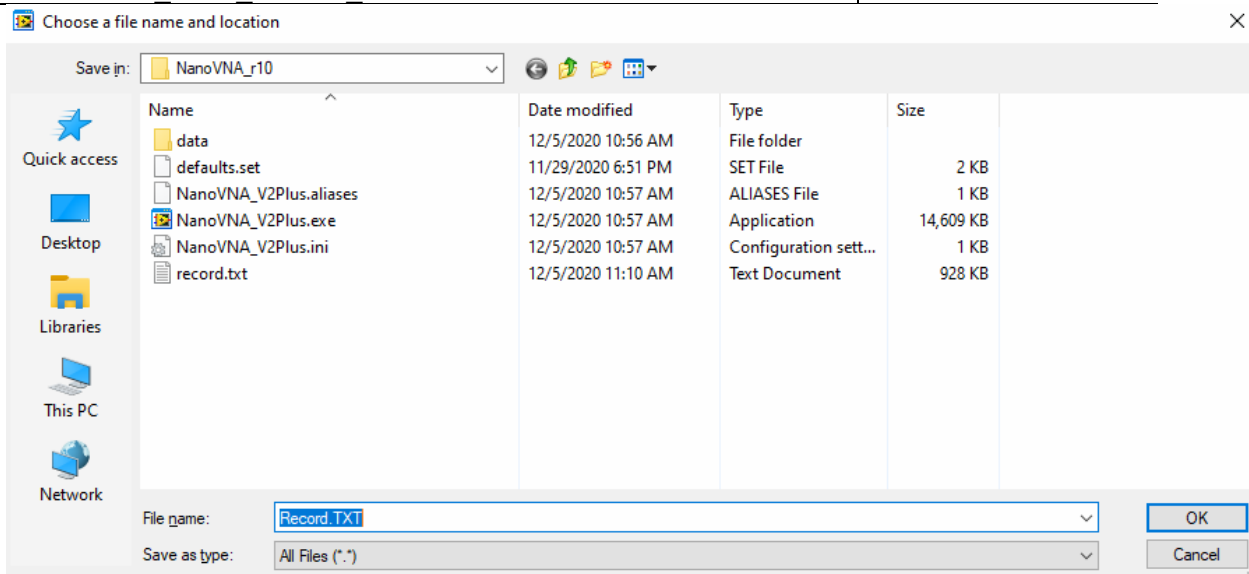 Choose a file name and location
Save in: NanoVNA_r10
Quick access
Desktop
Libraries
This PC
Network
Name Date modified Type Size
data 12/5/2020 10:56 AM File folder
defaults.set 11/29/2020 6:51 PM SET File 2 KB
NanoVNA_V2Plus.aliases 12/5/2020 10:57 AM ALIASES File 1 KB
NanoVNA_V2Plus.exe 12/5/2020 10:57 AM Application 14,609 KB
NanoVNA_V2Plus.ini 12/5/2020 10:57 AM Configuration sett... 1 KB
record.txt 12/5/2020 11:10 AM Text Document 928 KB
File name: Record.TXT OK
Save as type: All Files (*.*) Cancel